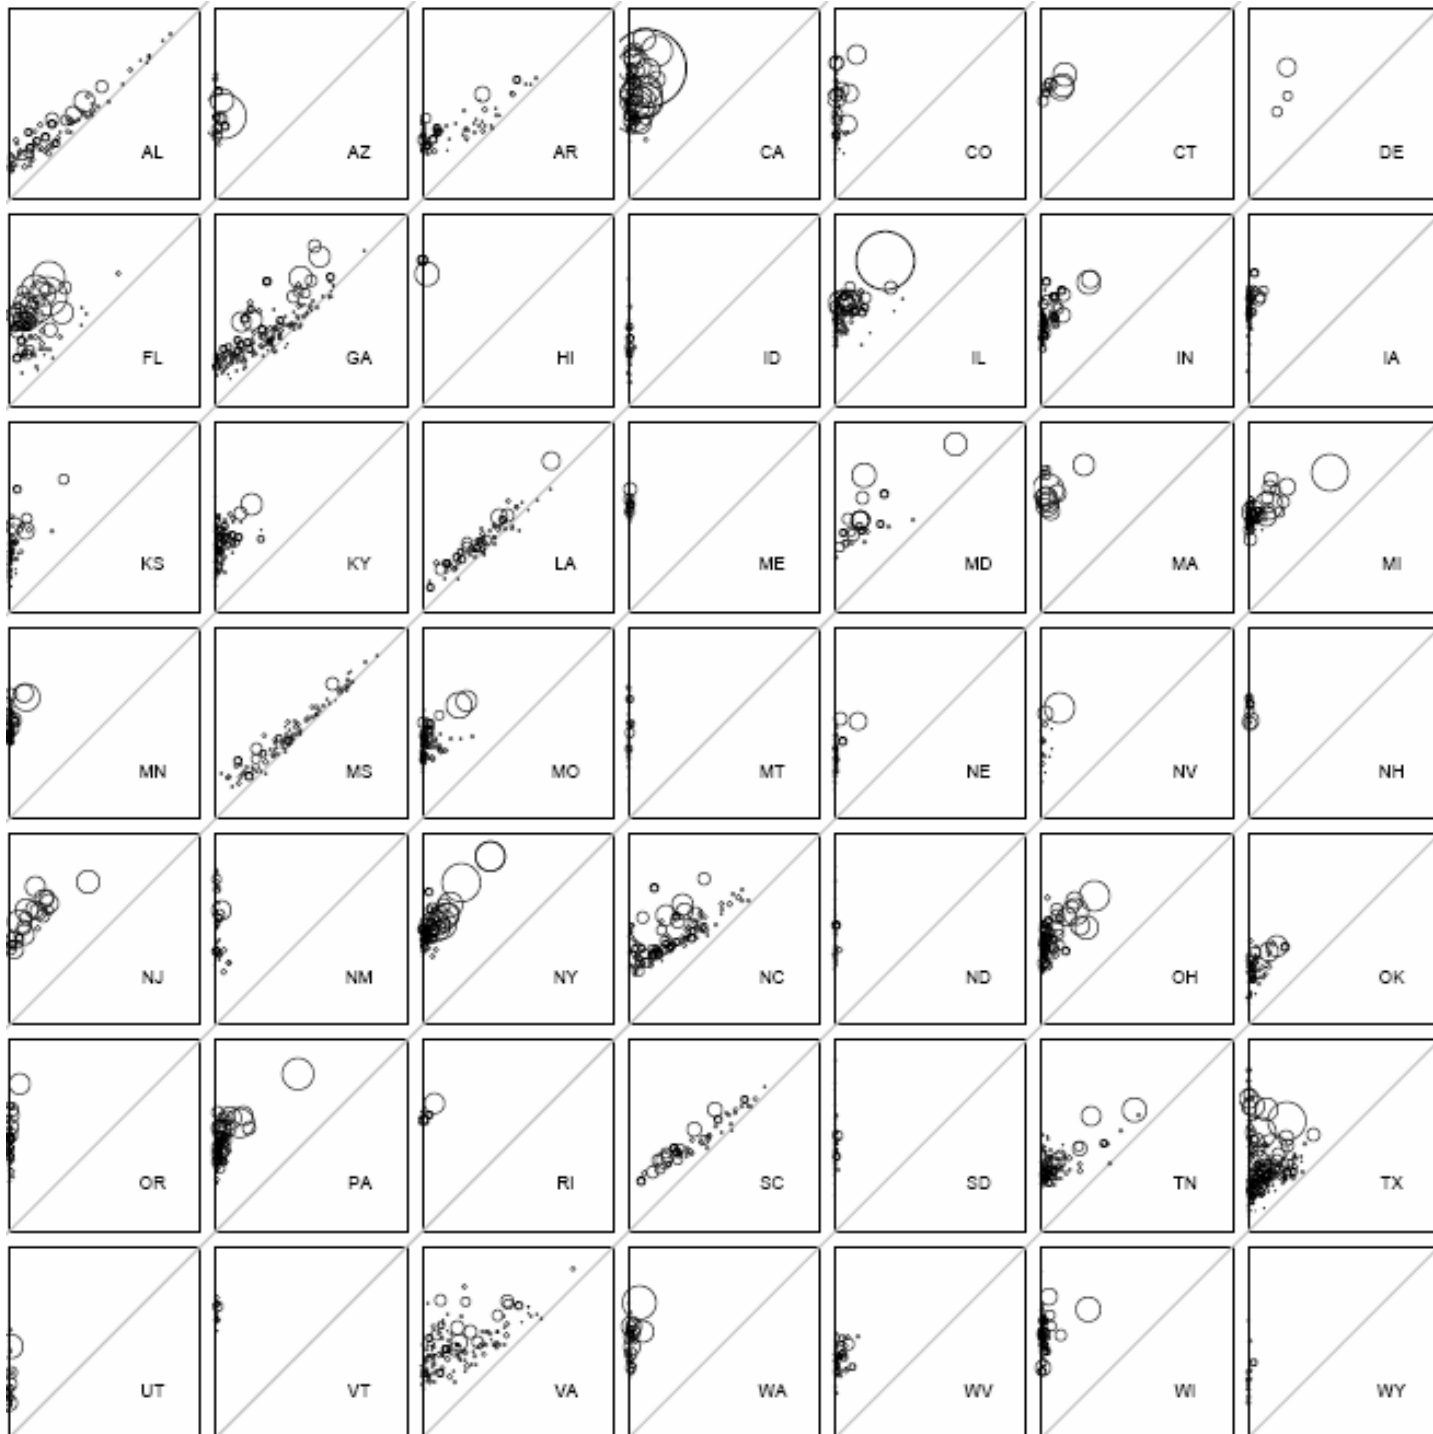 AL AZ AR CA CO CT DE
FL GA HI ID IL IN IA
KS KY LA ME MD MA MI
MN MS MO MT NE NV NH
NJ NM NY NC ND OH OK
OR PA RI SC SD TN TX
UT VT VA WA WV WI WY